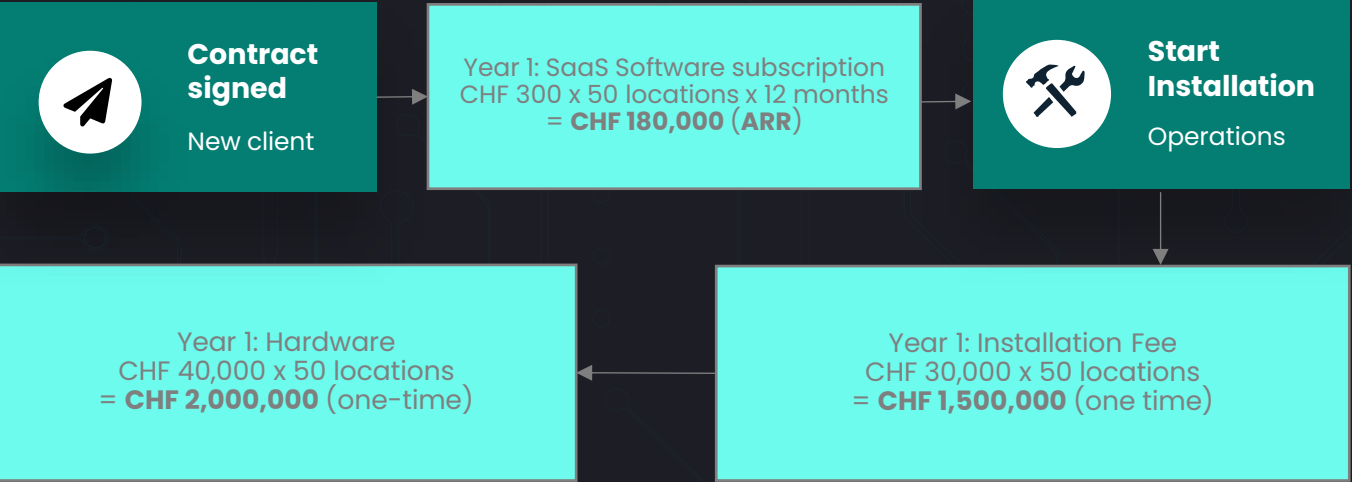 Contract
signed
New client
Year 1: SaaS Software subscription
CHF 300 x 50 locations x 12 months
= CHF 180,000 (ARR)
Start
Installation
Operations
Year 1: Installation Fee
CHF 30,000 x 50 locations
= CHF 1,500,000 (one time)
Year 1: Hardware
CHF 40,000 x 50 locations
= CHF 2,000,000 (one-time)